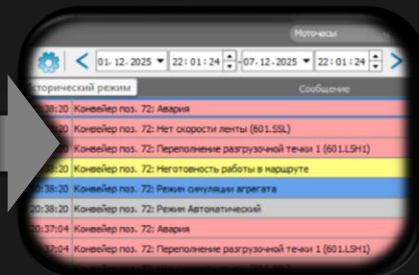 Моточасы
01.12.2025 22:01:24 - 07.12.2025 22:01:24
сторический режим Сообщение
20:38:20 Конвейер поз. 72: Авария
:20 Конвейер поз. 72: Нет скорости ленты (601.SSL)
:20 Конвейер поз. 72: Переполнение разгрузочной течки 1 (601.LSH1)
:20 Конвейер поз. 72: Неготовность работы в маршруте
:38:20 Конвейер поз. 72: Режим симуляции агрегата
20:38:20 Конвейер поз. 72: Режим Автоматический
20:37:04 Конвейер поз. 72: Авария
:37:04 Конвейер поз. 72: Переполнение разгрузочной течки 1 (601.LSH1)